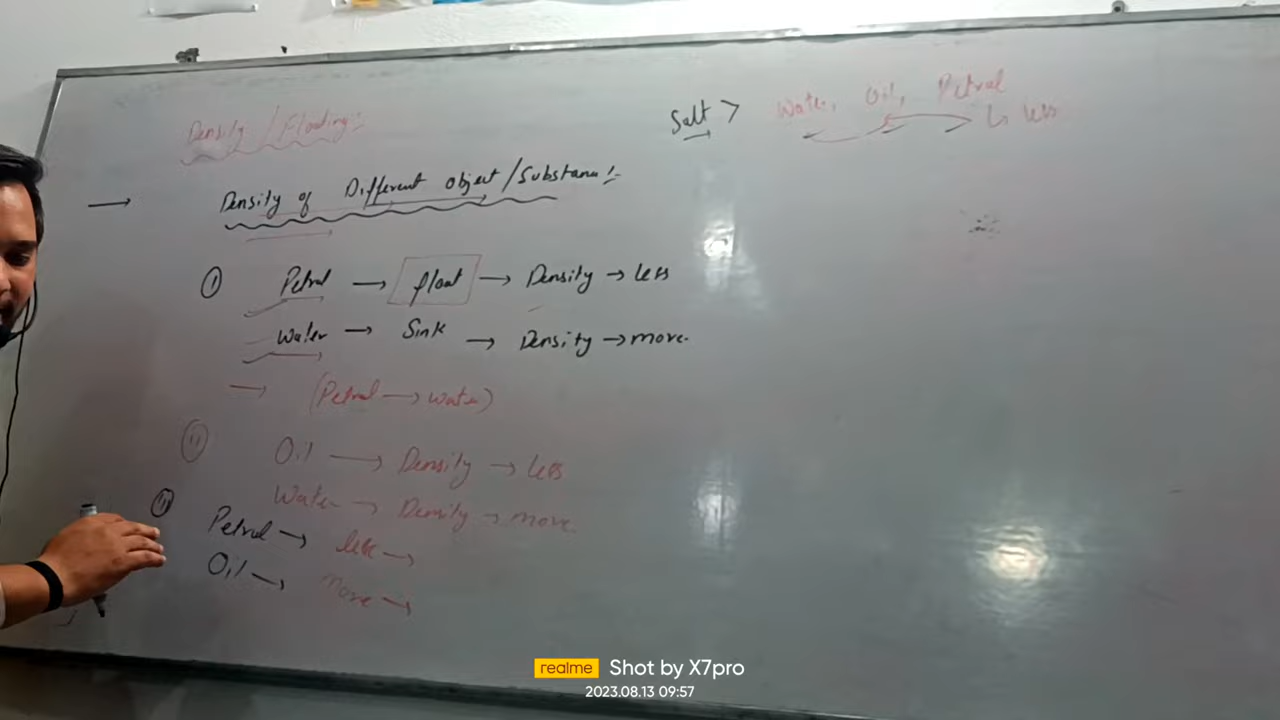 Density / Floating:-
Salt > Water, Oil, Petrol
↳ less
→ Density of Different object/Substance:-
① Petrol → float → Density → less
Water → Sink → Density → more.
→ (Petrol → water)
⑪ Oil → Density → less
Water → Density → more.
⑪ Petrol → less →
Oil → more →
realme Shot by X7pro
2023.08.13 09:57